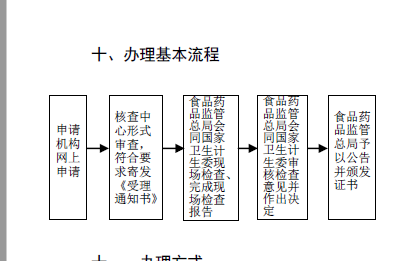 十、办理基本流程
申请
机构
网上
申请
核查中
心形式
审查,
符合要
求寄发
《受理
通知书》
食品药
品监管
总局会
同国家
卫生计
生委现
场检查、
完成现
场检查
报告
食品药
品监管
总局会
同国家
卫生计
生委审
核检查
意见并
作出决
定
食品药
品监管
总局予
以公告
并颁发
证书